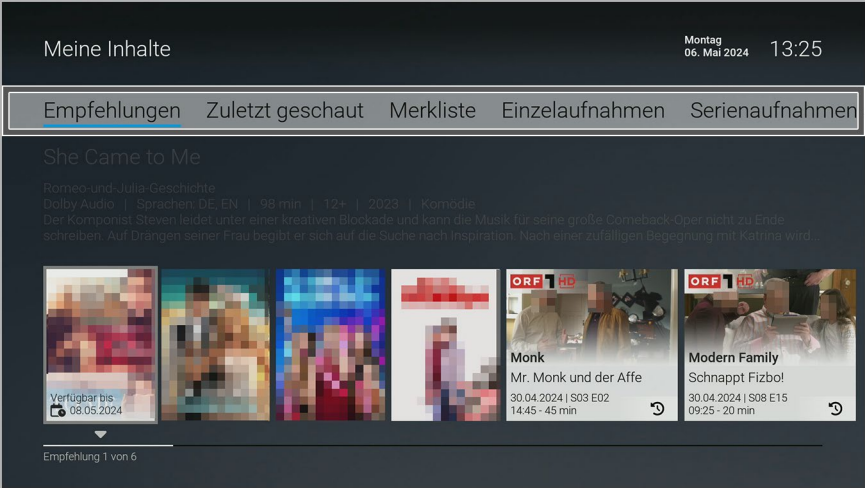 Meine Inhalte
Montag
06. Mai 2024
13:25
Empfehlungen Zuletzt geschaut Merkliste Einzelaufnahmen Serienaufnahmen
She Came to Me
Romeo-und-Julia-Geschichte
Dolby Audio | Sprachen: DE, EN | 98 min | 12+ | 2023 | Komödie
Der Komponist Steven leidet unter einer kreativen Blockade und kann die Musik für seine große Comeback-Oper nicht zu Ende
schreiben. Auf Drängen seiner Frau begibt er sich auf die Suche nach Inspiration. Nach einer zufälligen Begegnung mit Katrina wird...
Verfügbar bis
08.05.2024
ORF 1 HD
Monk
Mr. Monk und der Affe
30.04.2024 | S03 E02
14:45 - 45 min
ORF 1 HD
Modern Family
Schnappt Fizbo!
30.04.2024 | S08 E15
09:25 - 20 min
Empfehlung 1 von 6